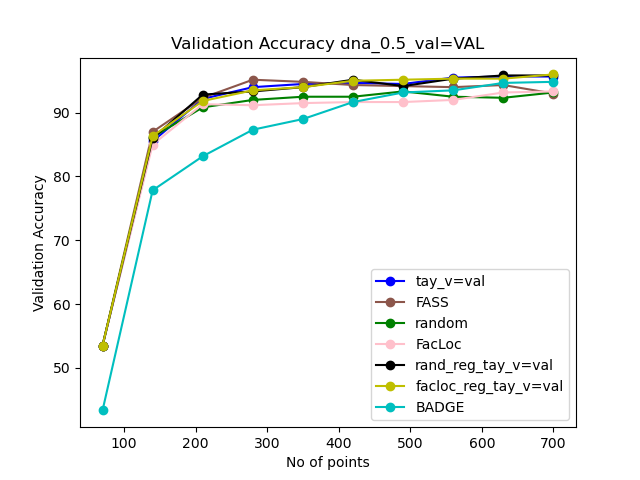 Validation Accuracy dna_0.5_val=VAL
Validation Accuracy
90
80
70
60
50
100
200
300
400
500
600
700
No of points
tay_v=val
FASS
random
FacLoc
rand_reg_tay_v=val
facloc_reg_tay_v=val
BADGE